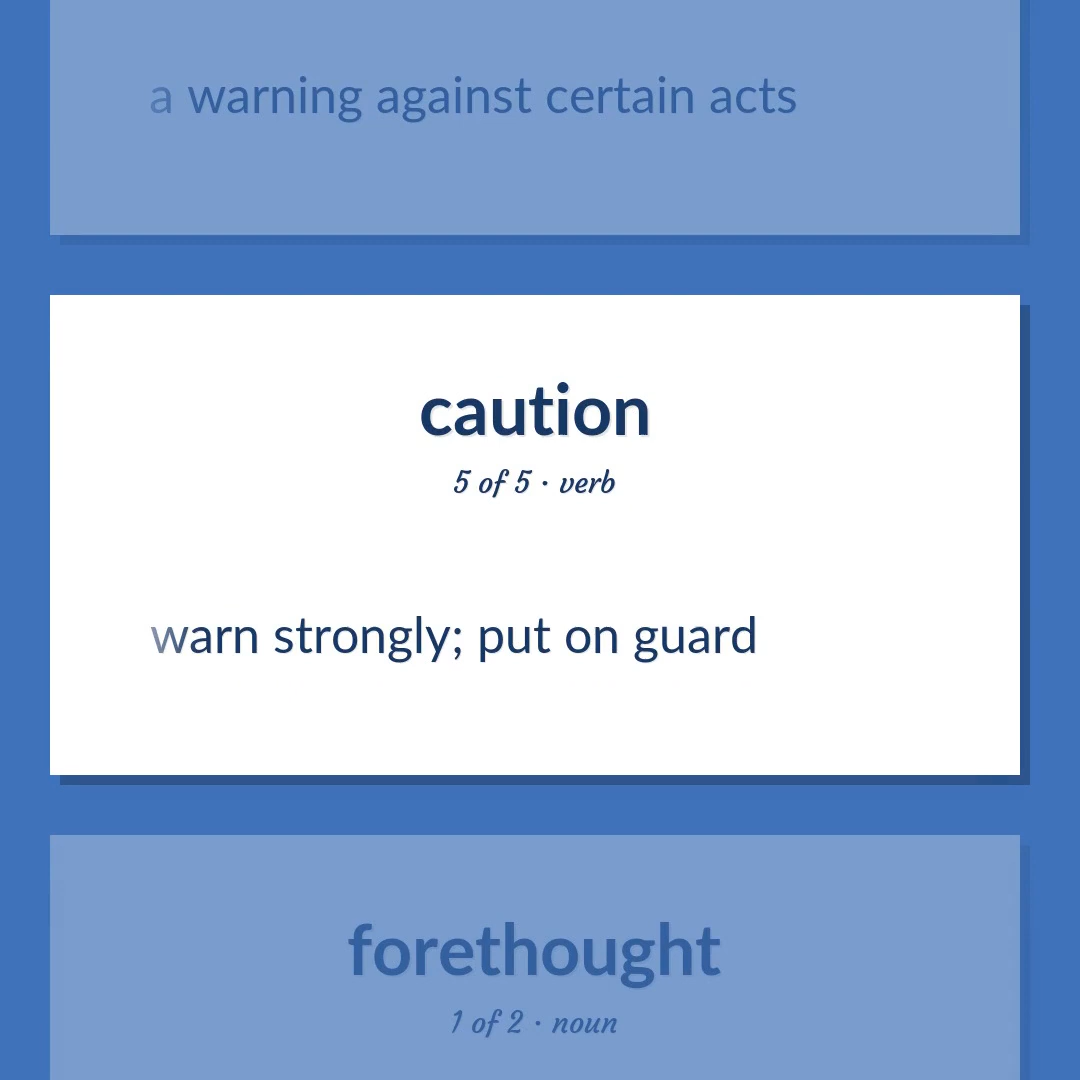 a warning against certain acts
caution
5 of 5 · verb
warn strongly; put on guard
forethought
1 of 2 · noun